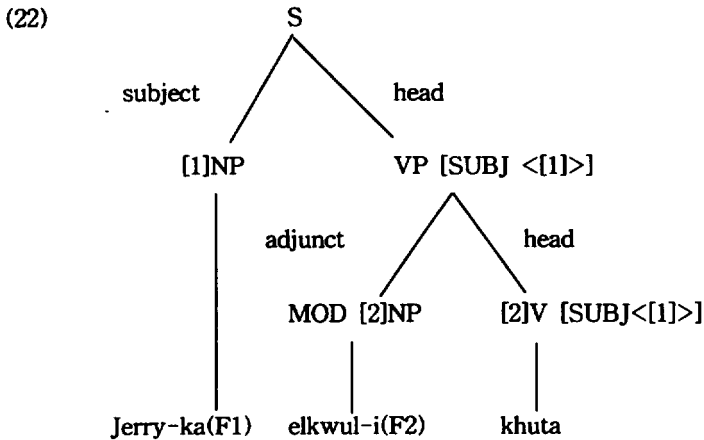 (22) S
subject head
[1]NP VP [SUBJ <[1]>]
adjunct head
MOD [2]NP [2]V [SUBJ<[1]>]
Jerry-ka(F1) elkwul-i(F2) khuta